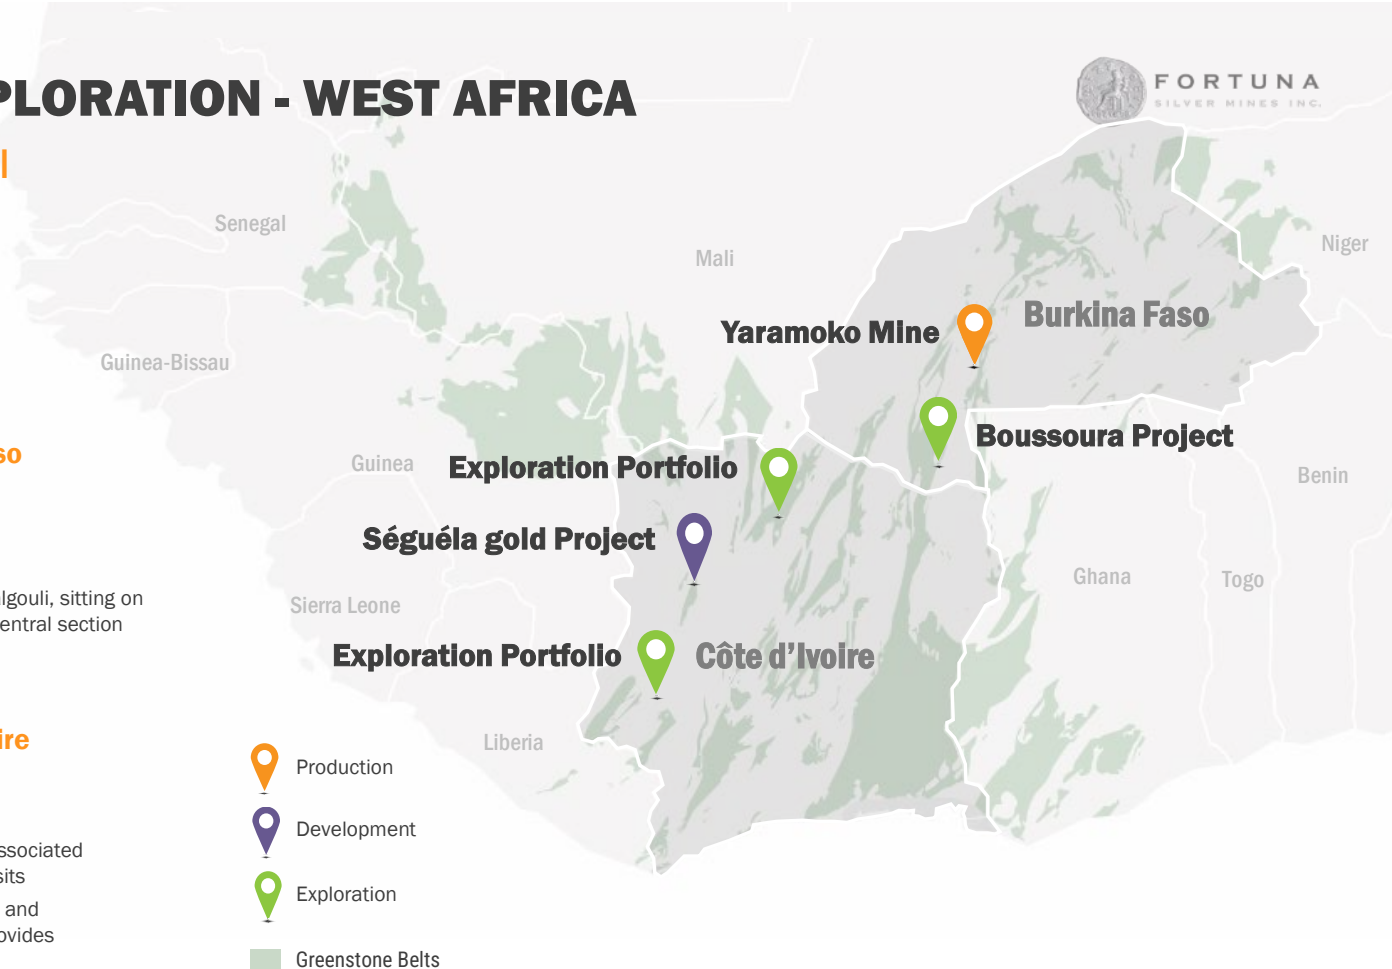 PLORATION - WEST AFRICA
FORTUNA
SILVER MINES INC.
l
Senegal
Mali
Niger
Burkina Faso
Yaramoko Mine
Guinea-Bissau
Boussoura Project
so
Guinea
Exploration Portfolio
Benin
Séguéla gold Project
Ghana
Togo
lgouli, sitting on
entral section
Sierra Leone
Exploration Portfolio
Côte d’Ivoire
ire
Liberia
Production
Development
ssociated
sits
Exploration
and
ovides
Greenstone Belts